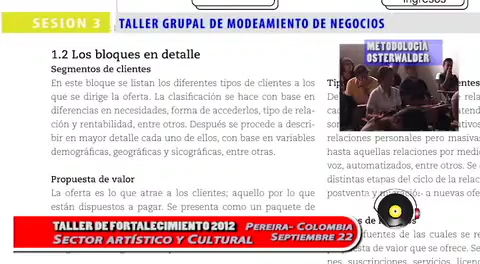 Ingresos
SESION 3
TALLER GRUPAL DE MODEAMIENTO DE NEGOCIOS
METODOLOGIA
OSTERWALDER
1.2 Los bloques en detalle
Segmentos de clientes
En este bloque se listan los diferentes tipos de clientes a los
que se dirige la oferta. La clasificación se hace con base en
diferencias en necesidades, forma de accederlos, tipo de rela-
ción y rentabilidad, entre otros. Después se procede a descri-
bir en mayor detalle cada uno de ellos, con base en variables
demográficas, geográficas y sicográficas, entre otras.
Propuesta de valor
La oferta es lo que atrae a los clientes; aquello por lo que
están dispuestos a pagar. Se presenta como un paquete de
relaciones personales pero masiva
hasta aquellas relaciones por medi
voz, automatizados, entre otros. Se
distintas etapas del ciclo de la relac
postventa y migración- a nuevas ofe
fuentes de las cuales se r
uesta de valor que se ofrece. Se
nes, suscripciones, servicios, licenc
TALLER DE FORTALECIMIENTO 2012
PEREIRA- COLOMBIA
SECTOR ARTÍSTICO Y CULTURAL
SEPTIEMBRE 22